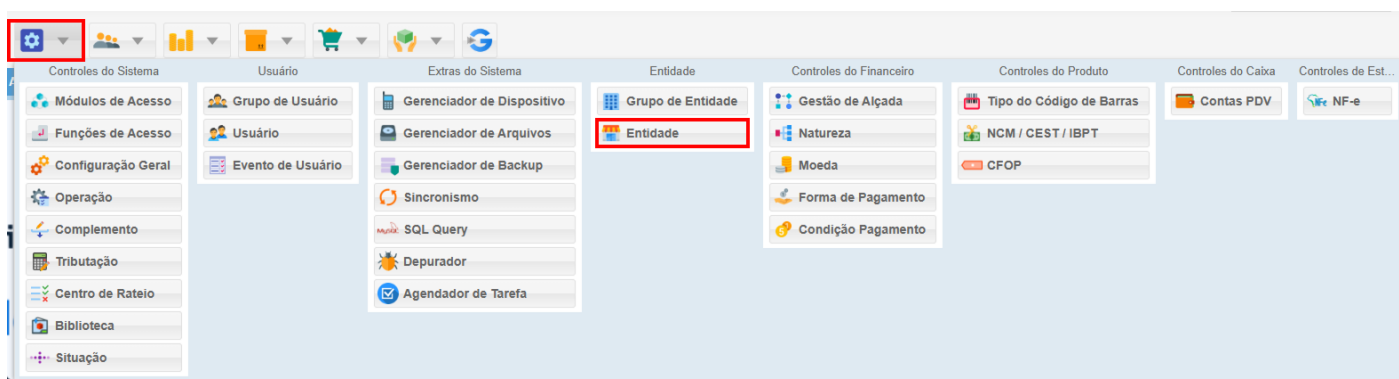 Controles do Sistema
Módulos de Acesso
Funções de Acesso
Configuração Geral
Operação
Complemento
Tributação
Centro de Rateio
Biblioteca
Situação
Usuário
Grupo de Usuário
Usuário
Evento de Usuário
Extras do Sistema
Gerenciador de Dispositivo
Gerenciador de Arquivos
Gerenciador de Backup
Sincronismo
SQL Query
Depurador
Agendador de Tarefa
Entidade
Grupo de Entidade
Entidade
Controles do Financeiro
Gestão de Alçada
Natureza
Moeda
Forma de Pagamento
Condição Pagamento
Controles do Produto
Tipo do Código de Barras
NCM / CEST / IBPT
CFOP
Controles do Caixa
Contas PDV
Controles de Est...
NF-e